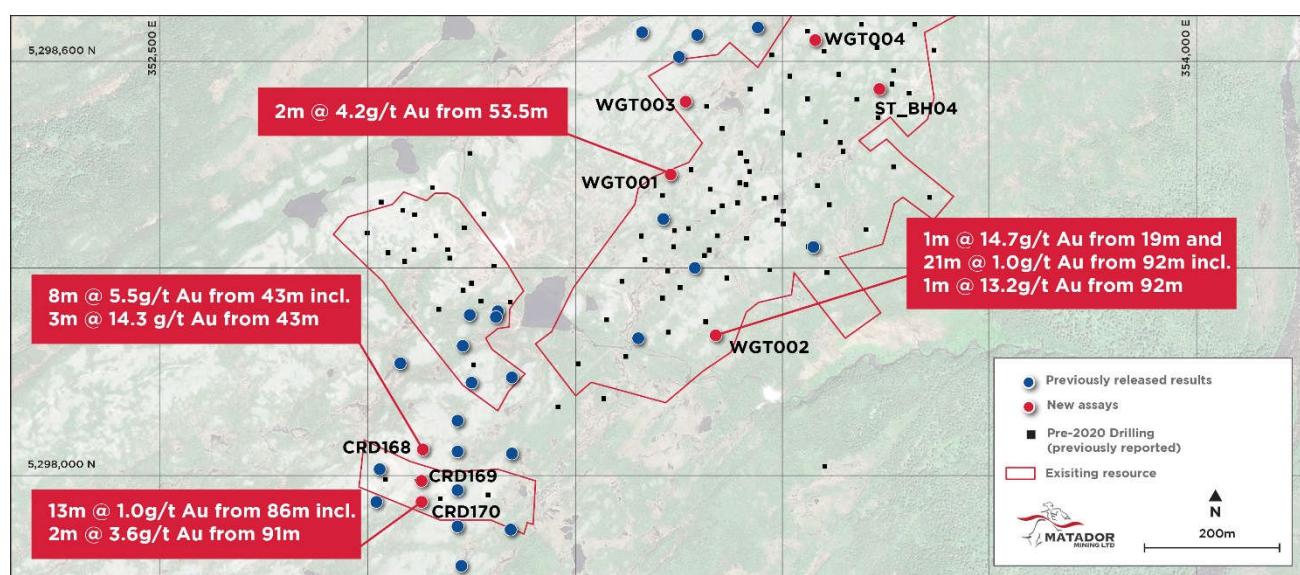 352,500 E
354,000 E
5,298,600 N
WGT004
2m @ 4.2g/t Au from 53.5m
WGT003
ST_BH04
WGT001
1m @ 14.7g/t Au from 19m and
21m @ 1.0g/t Au from 92m incl.
1m @ 13.2g/t Au from 92m
8m @ 5.5g/t Au from 43m incl.
3m @ 14.3 g/t Au from 43m
WGT002
Previously released results
New assays
Pre-2020 Drilling
(previously reported)
Exisiting resource
CRD168
5,298,000 N
CRD169
13m @ 1.0g/t Au from 86m incl.
2m @ 3.6g/t Au from 91m
CRD170
MATADOR
MINING LTD
N
200m